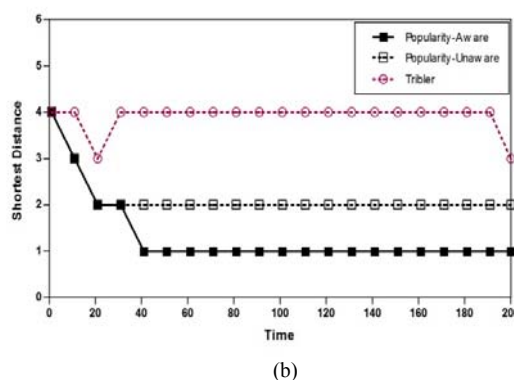 6
5
4
3
2
1
0
Shortest Distance
Popularity-Aware
Popularity-Unaware
Tribler
0 20 40 60 80 100 120 140 160 180 200
Time
(b)